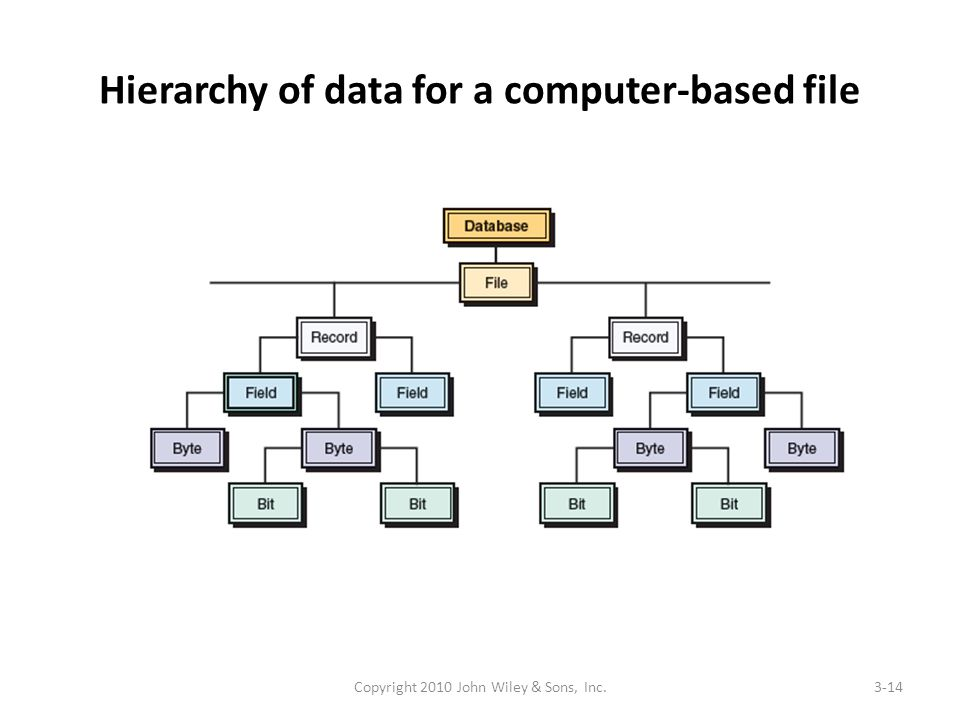 Hierarchy of data for a computer-based file
Database
File
Record Record
Field Field Field Field
Byte Byte Byte Byte
Bit Bit Bit Bit
Copyright 2010 John Wiley & Sons, Inc. 3-14